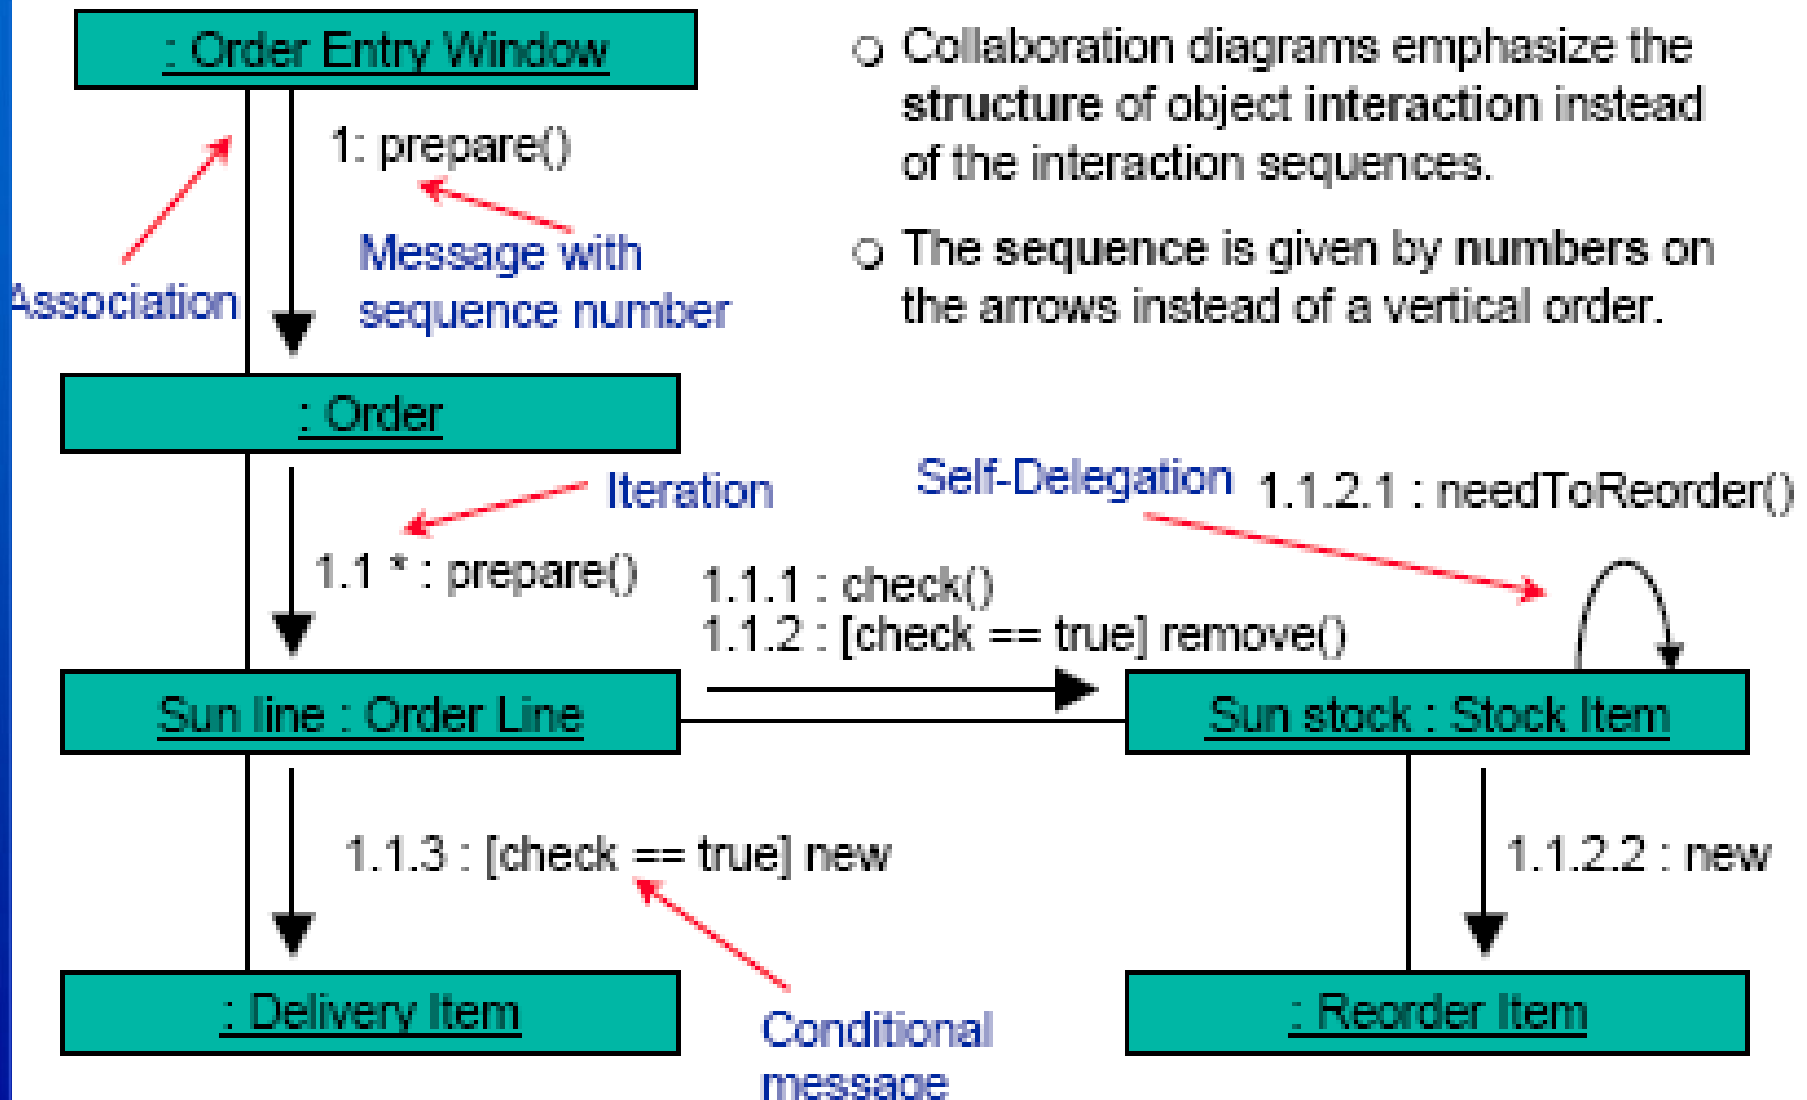 : Order Entry Window
○ Collaboration diagrams emphasize the
structure of object interaction instead
of the interaction sequences.
○ The sequence is given by numbers on
the arrows instead of a vertical order.
1: prepare()
Message with
sequence number
Association
: Order
Iteration
1.1 * : prepare()
Self-Delegation
1.1.2.1 : needToReorder()
1.1.1 : check()
1.1.2 : [check == true] remove()
Sun line : Order Line
Sun stock : Stock Item
1.1.3 : [check == true] new
1.1.2.2 : new
: Delivery Item
: Reorder Item
Conditional
message